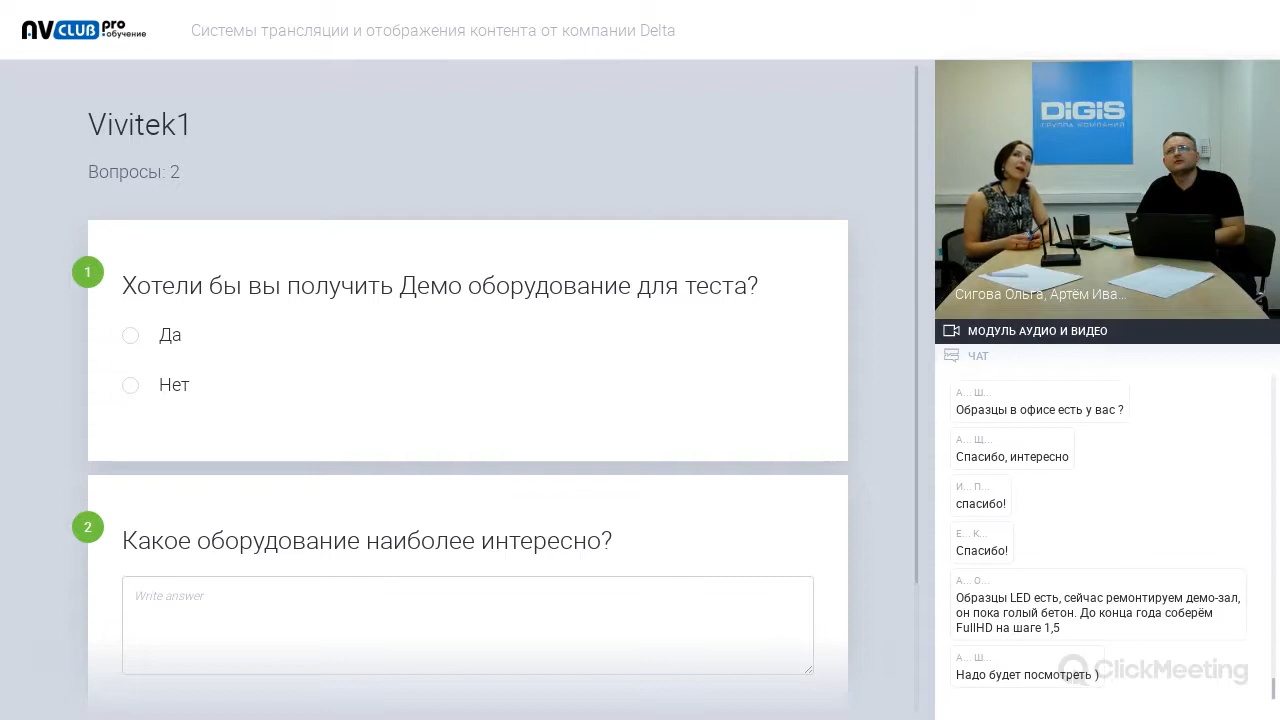 AVCLUB pro
.обучение
Системы трансляции и отображения контента от компании Delta
Vivitek1
Вопросы: 2
1
Хотели бы вы получить Демо оборудование для теста?
Да
Нет
2
Какое оборудование наиболее интересно?
Write answer
DIGIS
ГРУППА КОМПАНИЙ
Сигова Ольга, Артём Ива...
МОДУЛЬ АУДИО И ВИДЕО
ЧАТ
А... Ш...
Образцы в офисе есть у вас ?
А... Щ...
Спасибо, интересно
И... П...
спасибо!
Е... К...
Спасибо!
А... О...
Образцы LED есть, сейчас ремонтируем демо-зал,
он пока голый бетон. До конца года соберём
FullHD на шаге 1,5
А... Ш...
Надо будет посмотреть )
ClickMeeting